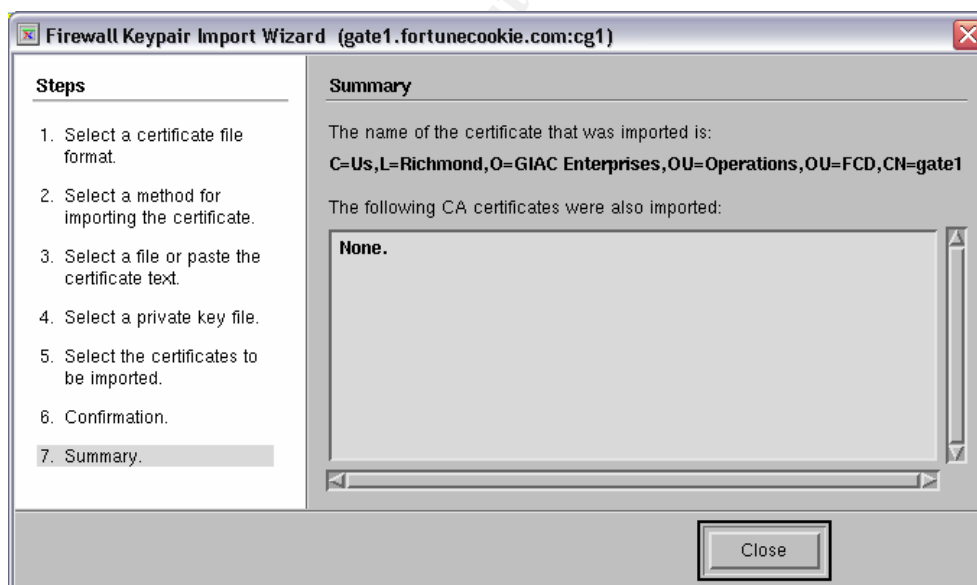 Firewall Keypair Import Wizard (gate1.fortunecookie.com:cg1)
Steps
1. Select a certificate file
format.
2. Select a method for
importing the certificate.
3. Select a file or paste the
certificate text.
4. Select a private key file.
5. Select the certificates to
be imported.
6. Confirmation.
7. Summary.
Summary
The name of the certificate that was imported is:
C=Us,L=Richmond,O=GIAC Enterprises,OU=Operations,OU=FCD,CN=gate1
The following CA certificates were also imported:
None.
Close